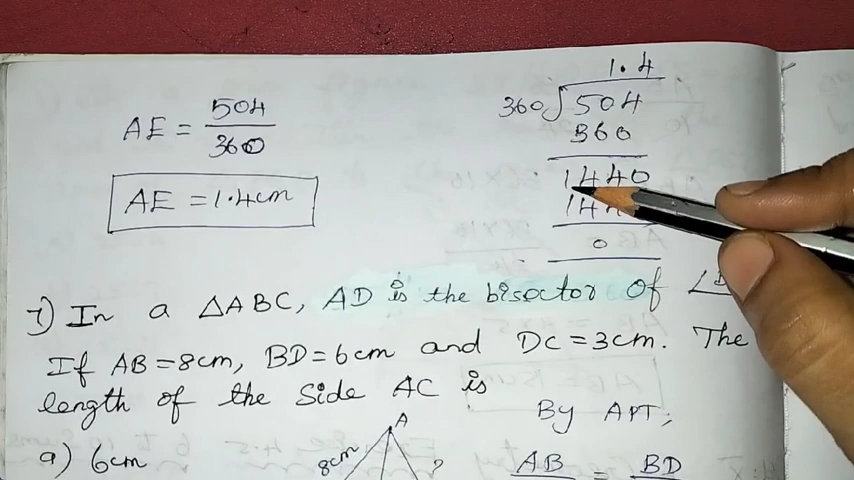 AE = 504/360
AE = 1.4cm
1.4
360)504
360
1440
0
7) In a △ABC, AD is the bisector of ∠
If AB=8cm, BD=6cm and DC=3cm. The
length of the side AC is
By APT;
a) 6cm
A
8cm
?
AB = BD